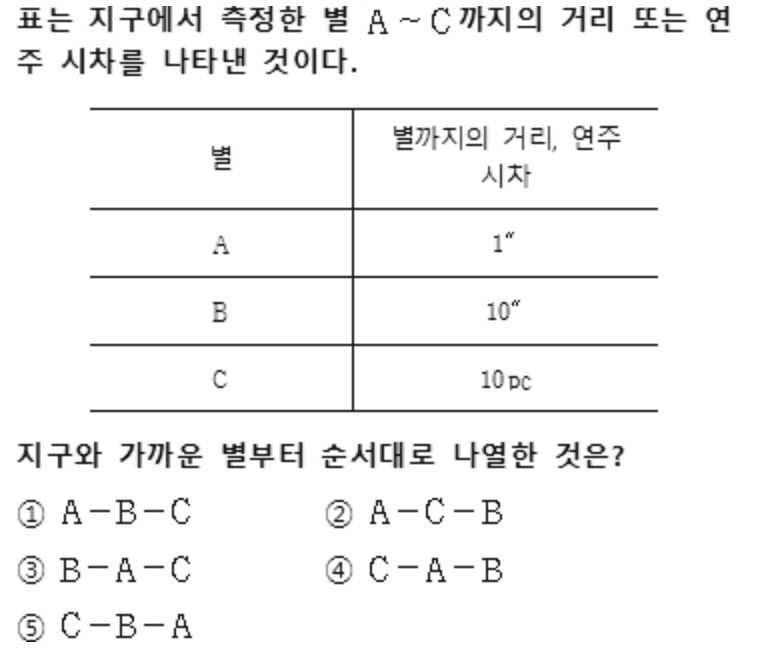 표는 지구에서 측정한 별 A ~ C까지의 거리 또는 연
주 시차를 나타낸 것이다.
별
별까지의 거리, 연주
시차
A
1″
B
10″
C
10pc
지구와 가까운 별부터 순서대로 나열한 것은?
① A-B-C
② A-C-B
③ B-A-C
④ C-A-B
⑤ C-B-A